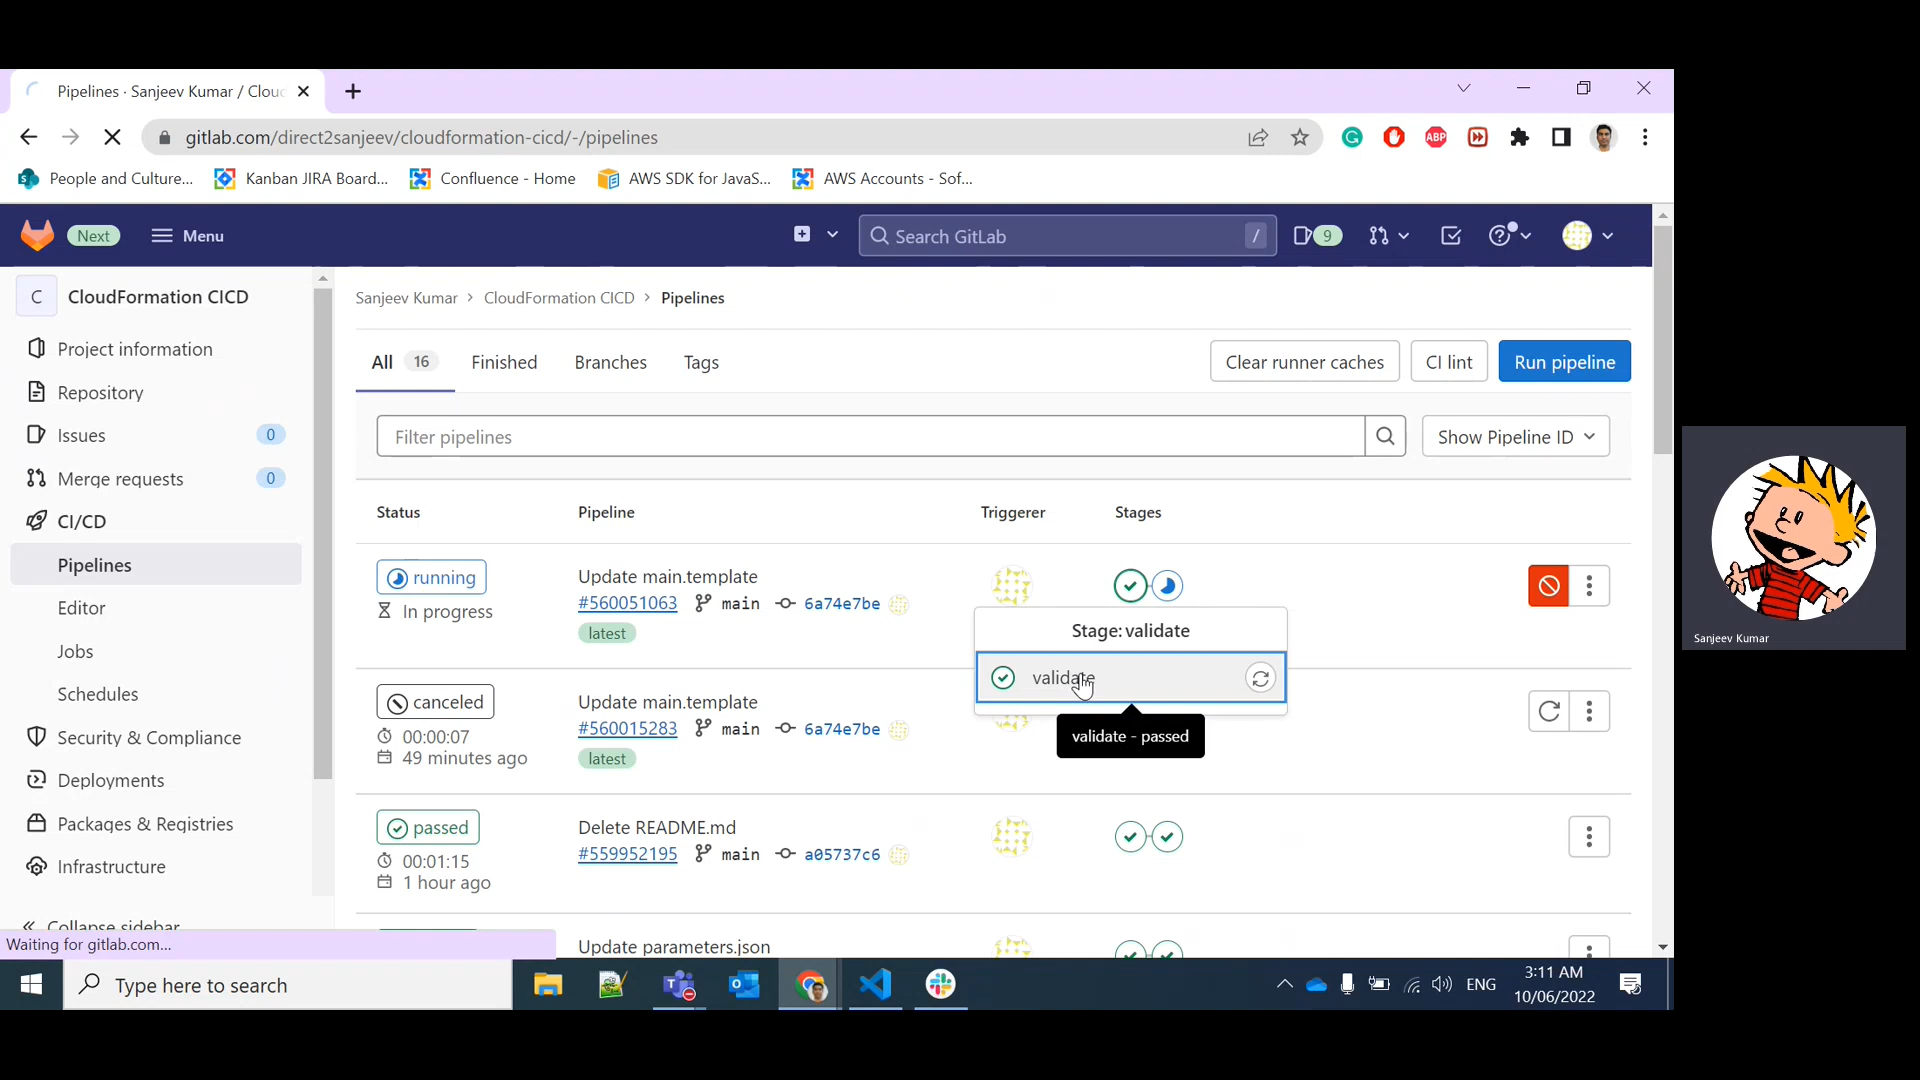 Pipelines · Sanjeev Kumar / Clou
gitlab.com/direct2sanjeev/cloudformation-cicd/-/pipelines
ABP
People and Culture...
Kanban JIRA Board...
Confluence - Home
AWS SDK for JavaS...
AWS Accounts - Sof...
Next
Menu
Search GitLab
/
9
C
CloudFormation CICD
Project information
Repository
Issues
0
Merge requests
0
CI/CD
Pipelines
Editor
Jobs
Schedules
Security & Compliance
Deployments
Packages & Registries
Infrastructure
Collapse sidebar
Waiting for gitlab.com...
Sanjeev Kumar > CloudFormation CICD > Pipelines
All 16 Finished Branches Tags
Clear runner caches
CI lint
Run pipeline
Filter pipelines
Show Pipeline ID
Status Pipeline Triggerer Stages
running
In progress
Update main.template
#560051063 main 6a74e7be
latest
Stage: validate
validate
validate - passed
canceled
00:00:07
49 minutes ago
Update main.template
#560015283 main 6a74e7be
latest
passed
00:01:15
1 hour ago
Delete README.md
#559952195 main a05737c6
Update parameters.json
Type here to search
ENG
3:11 AM
10/06/2022
Sanjeev Kumar